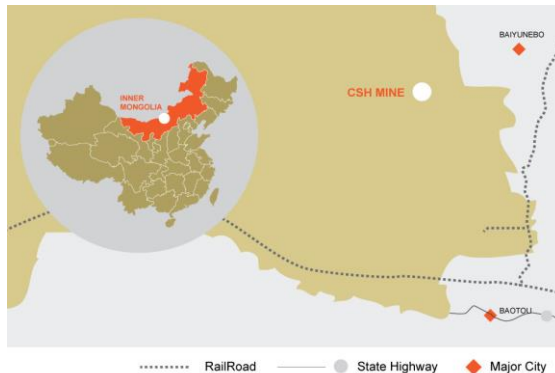 BAIYUNEBO
INNER
MONGOLIA
CSH MINE
BAOTOU
RailRoad
State Highway
Major City